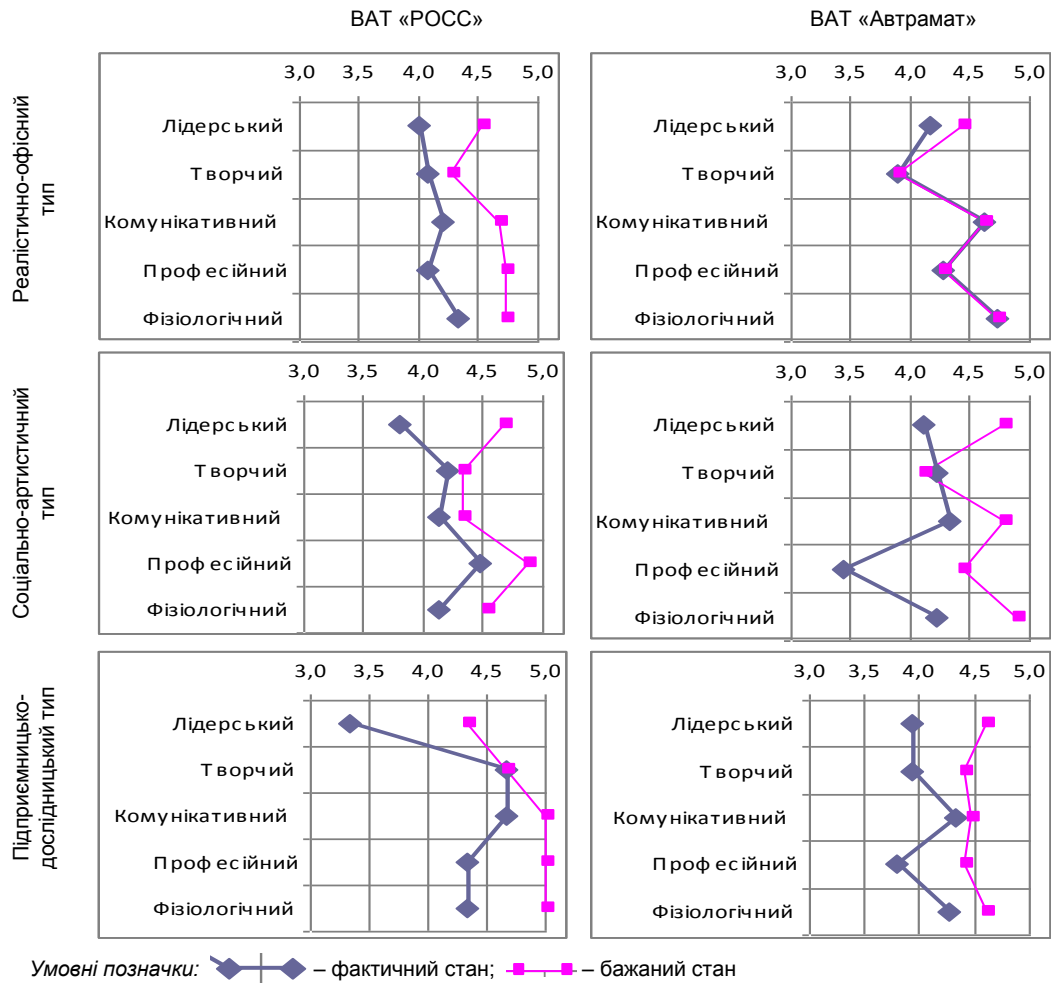 ВАТ «РОСС»
ВАТ «Автрамат»
Реалістично-офісний
тип
3,0 3,5 4,0 4,5 5,0
Лідерський
Творчий
Комунікативний
Професійний
Фізіологічний
3,0 3,5 4,0 4,5 5,0
Лідерський
Творчий
Комунікативний
Професійний
Фізіологічний
Соціально-артистичний
тип
3,0 3,5 4,0 4,5 5,0
Лідерський
Творчий
Комунікативний
Професійний
Фізіологічний
3,0 3,5 4,0 4,5 5,0
Лідерський
Творчий
Комунікативний
Професійний
Фізіологічний
Підприємницько-
дослідницький тип
3,0 3,5 4,0 4,5 5,0
Лідерський
Творчий
Комунікативний
Професійний
Фізіологічний
3,0 3,5 4,0 4,5 5,0
Лідерський
Творчий
Комунікативний
Професійний
Фізіологічний
Умовні позначки: – фактичний стан; – бажаний стан